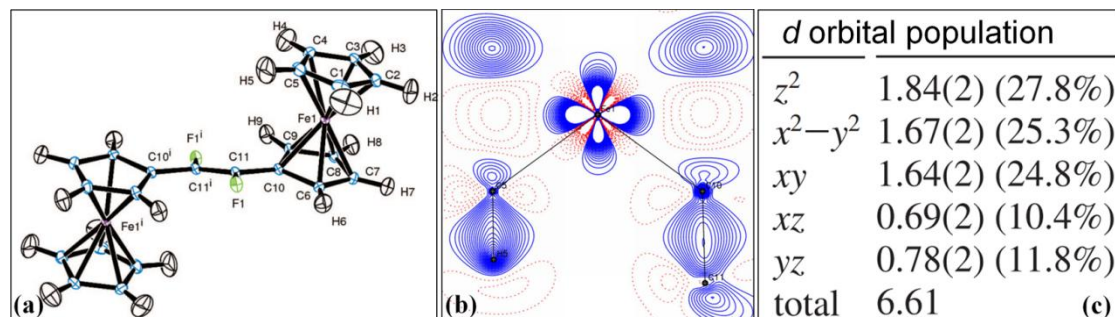 H4
C4
C3
H3
C1
H5
C5
C2
H2
H1
Fe1
H9
C9
H8
F1ⁱ
C10ⁱ
C11
C10
C8
C7
C11ⁱ
F1
C6
H7
H6
Fe1ⁱ
(a)
Fe1
H5
C11
(b)
d orbital population
z² 1.84(2) (27.8%)
x²−y² 1.67(2) (25.3%)
xy 1.64(2) (24.8%)
xz 0.69(2) (10.4%)
yz 0.78(2) (11.8%)
total 6.61
(c)